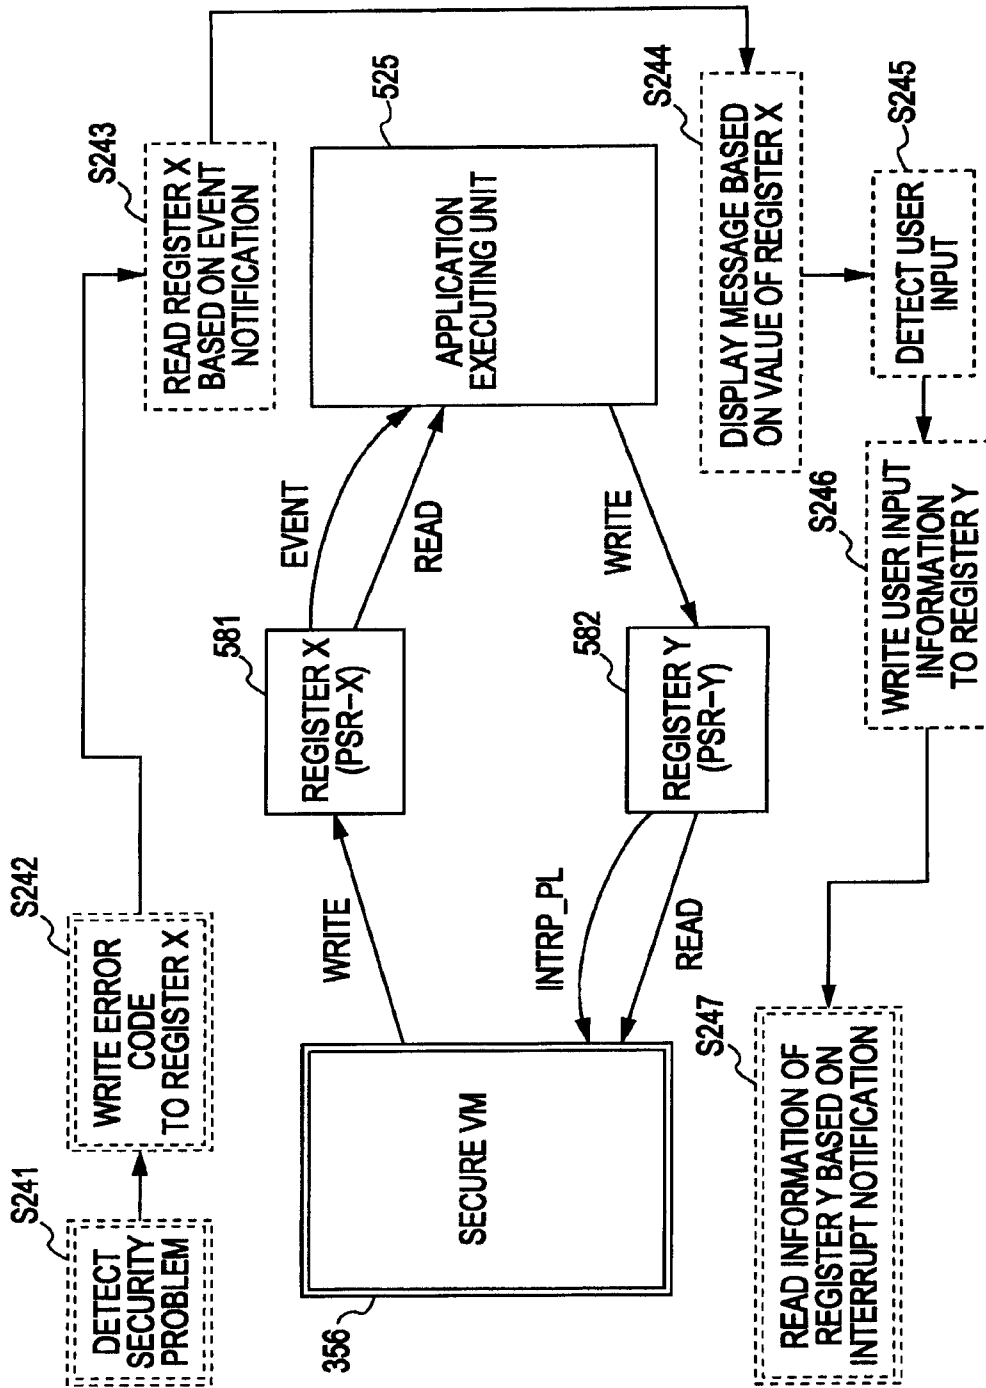 S241
DETECT
SECURITY
PROBLEM
S242
WRITE ERROR
CODE
TO REGISTER X
S243
READ REGISTER X
BASED ON EVENT
NOTIFICATION
356
SECURE VM
WRITE
581
REGISTER X
(PSR-X)
EVENT
READ
525
APPLICATION
EXECUTING UNIT
INTRP_PL
READ
582
REGISTER Y
(PSR-Y)
WRITE
S244
DISPLAY MESSAGE BASED
ON VALUE OF REGISTER X
S247
READ INFORMATION OF
REGISTER Y BASED ON
INTERRUPT NOTIFICATION
S246
WRITE USER INPUT
INFORMATION
TO REGISTER Y
S245
DETECT USER
INPUT